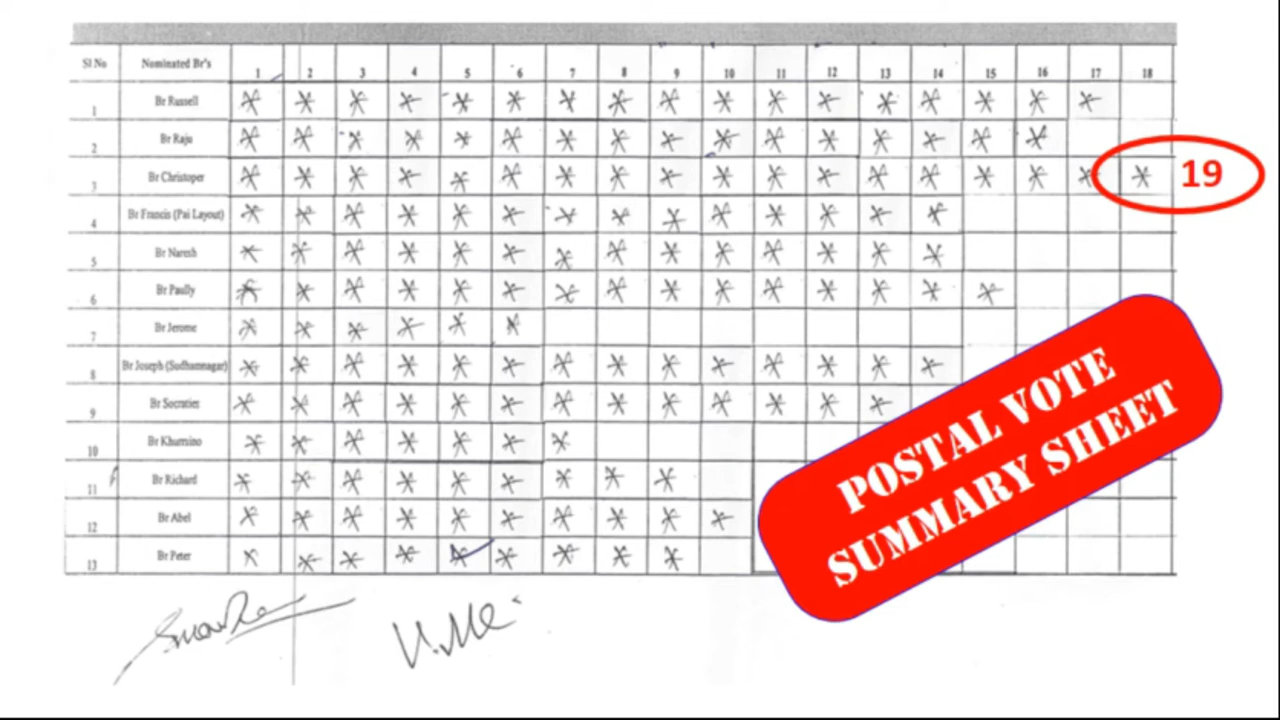 Sl No Nominated Br's 1 2 3 4 5 6 7 8 9 10 11 12 13 14 15 16 17 18
1 Br Russell
2 Br Raju
3 Br Christoper 19
4 Br Francis (Pai Layout)
5 Br Naresh
6 Br Paully
7 Br Jerome
8 Br Joseph (Sudhamnagar)
9 Br Socraties
10 Br Khumsino
11 Br Richard
12 Br Abel
13 Br Peter
POSTAL VOTE
SUMMARY SHEET